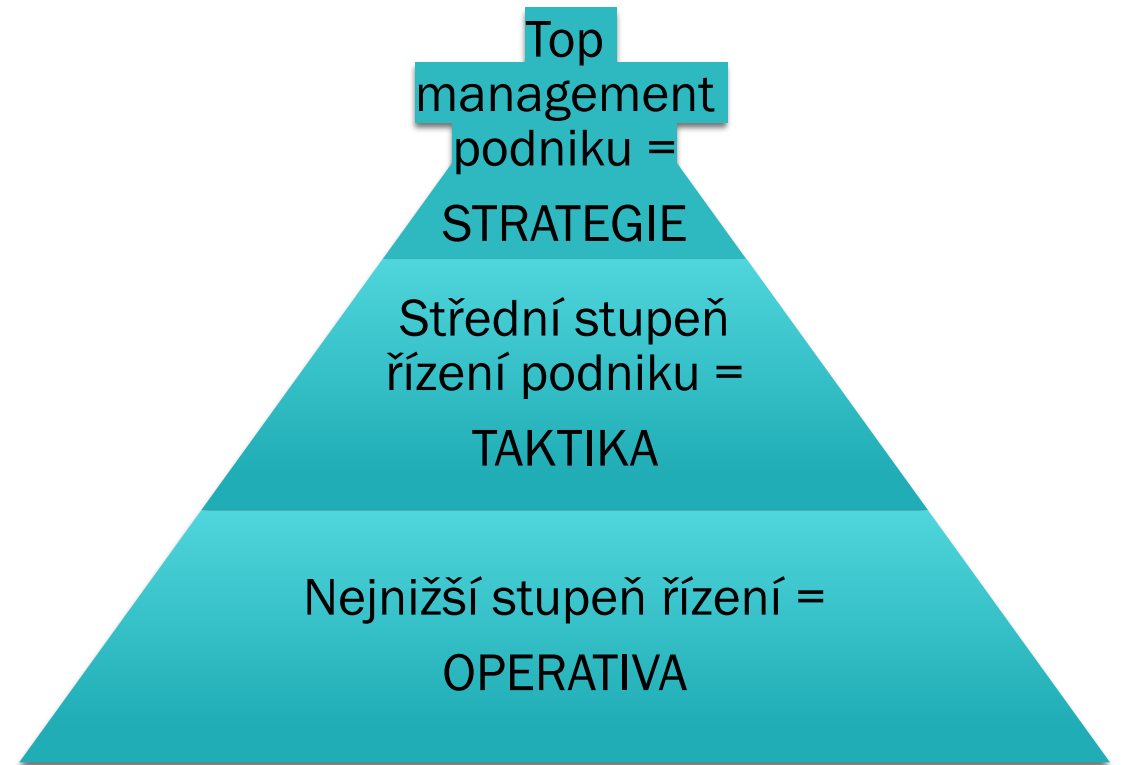 Top
management
podniku =
STRATEGIE
Střední stupeň
řízení podniku =
TAKTIKA
Nejnižší stupeň řízení =
OPERATIVA